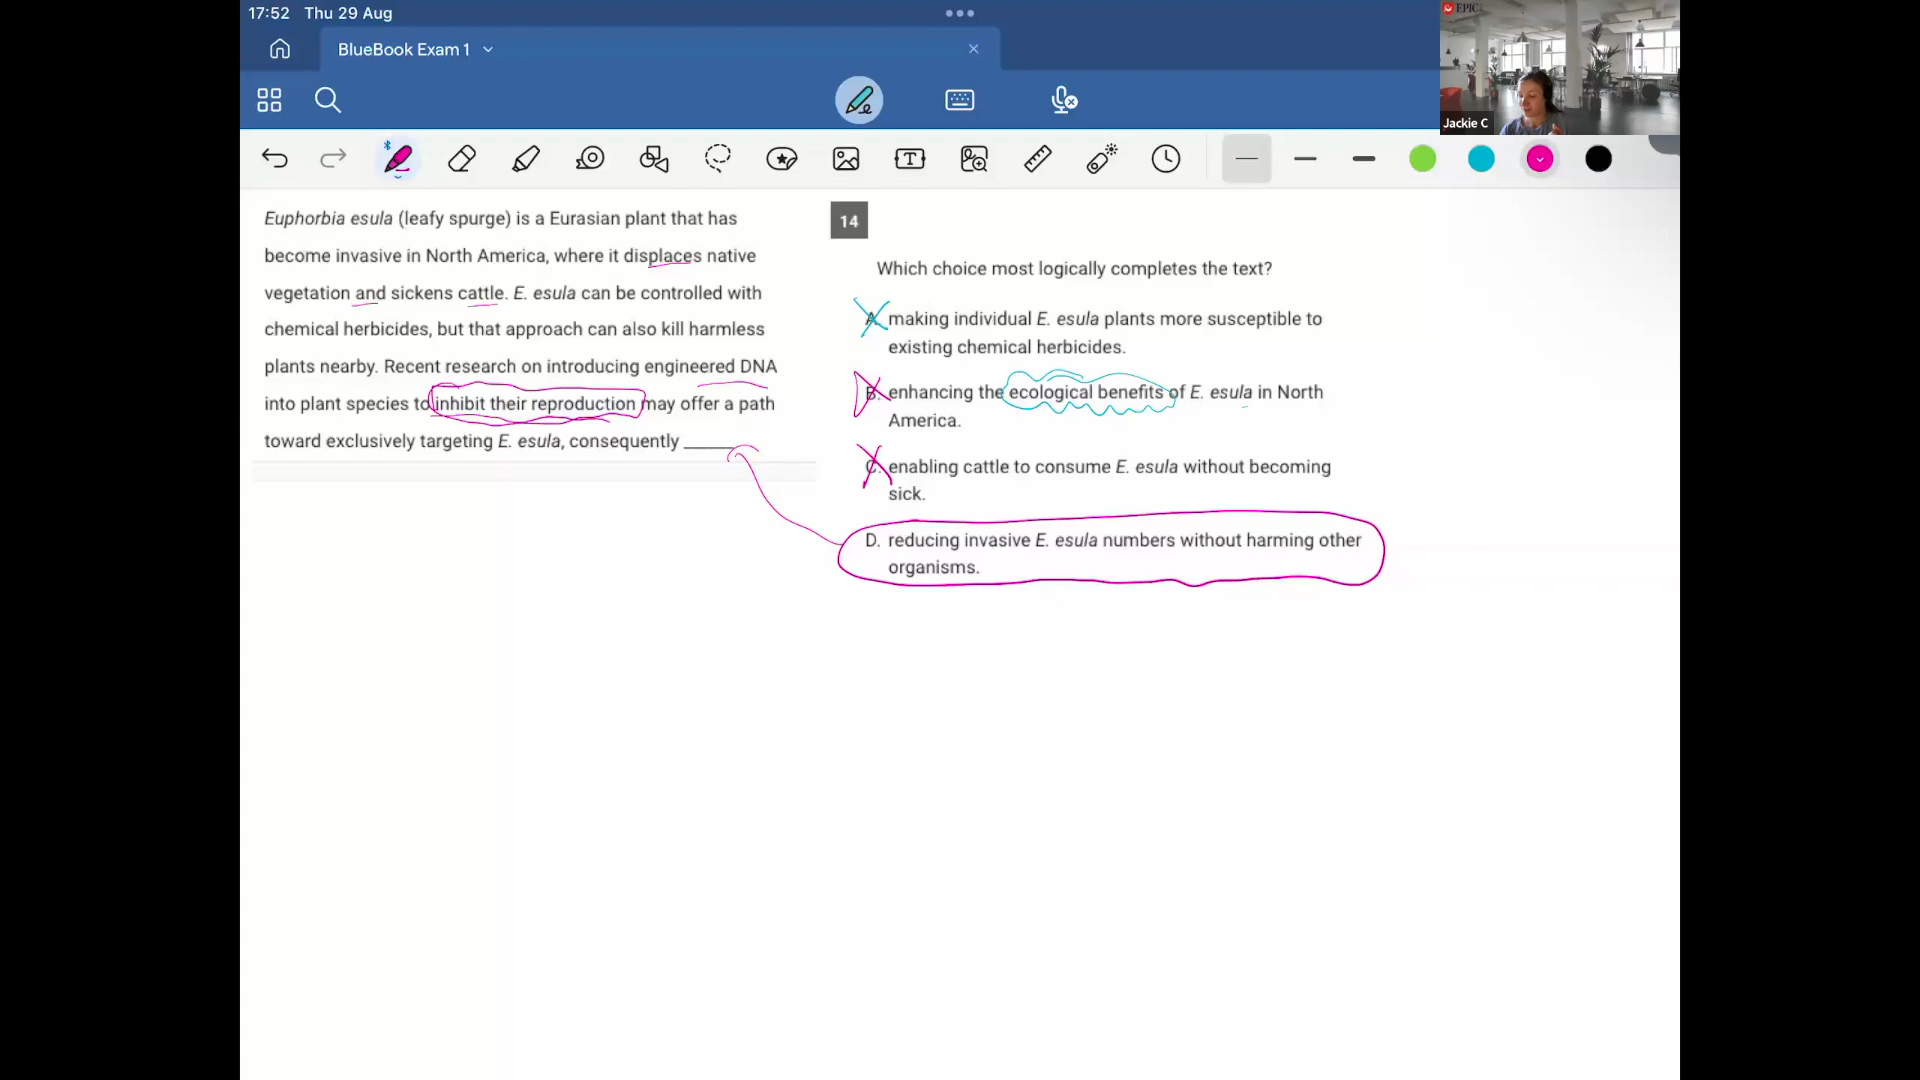 17:52 Thu 29 Aug
BlueBook Exam 1
EPIC
Jackie C
Euphorbia esula (leafy spurge) is a Eurasian plant that has
become invasive in North America, where it displaces native
vegetation and sickens cattle. E. esula can be controlled with
chemical herbicides, but that approach can also kill harmless
plants nearby. Recent research on introducing engineered DNA
into plant species to inhibit their reproduction may offer a path
toward exclusively targeting E. esula, consequently ______
14
Which choice most logically completes the text?
A. making individual E. esula plants more susceptible to
existing chemical herbicides.
B. enhancing the ecological benefits of E. esula in North
America.
C. enabling cattle to consume E. esula without becoming
sick.
D. reducing invasive E. esula numbers without harming other
organisms.